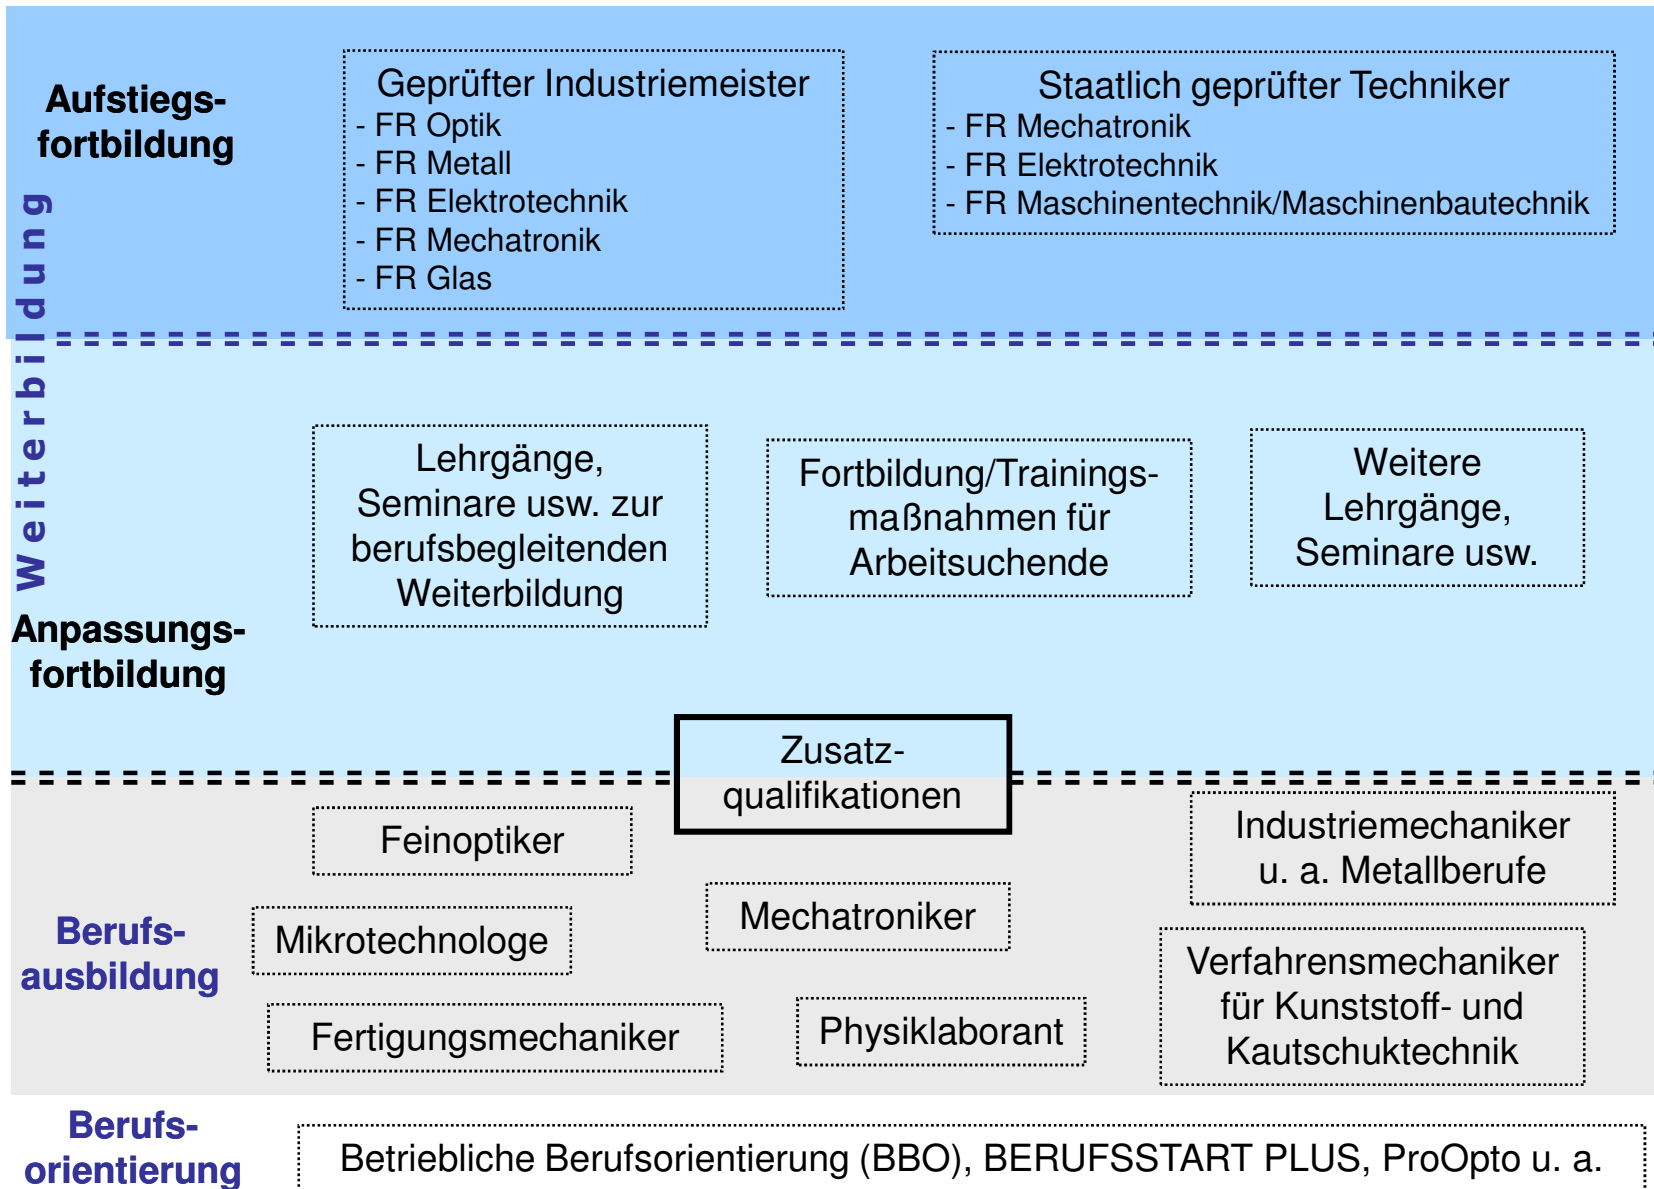 Aufstiegs-
fortbildung
Geprüfter Industriemeister
- FR Optik
- FR Metall
- FR Elektrotechnik
- FR Mechatronik
- FR Glas
Staatlich geprüfter Techniker
- FR Mechatronik
- FR Elektrotechnik
- FR Maschinentechnik/Maschinenbautechnik
Weiterbildung
Anpassungs-
fortbildung
Lehrgänge,
Seminare usw. zur
berufsbegleitenden
Weiterbildung
Fortbildung/Trainings-
maßnahmen für
Arbeitsuchende
Weitere
Lehrgänge,
Seminare usw.
Zusatz-
qualifikationen
Berufs-
ausbildung
Feinoptiker
Mikrotechnologe
Fertigungsmechaniker
Mechatroniker
Physiklaborant
Industriemechaniker
u. a. Metallberufe
Verfahrensmechaniker
für Kunststoff- und
Kautschuktechnik
Berufs-
orientierung
Betriebliche Berufsorientierung (BBO), BERUFSSTART PLUS, ProOpto u. a.